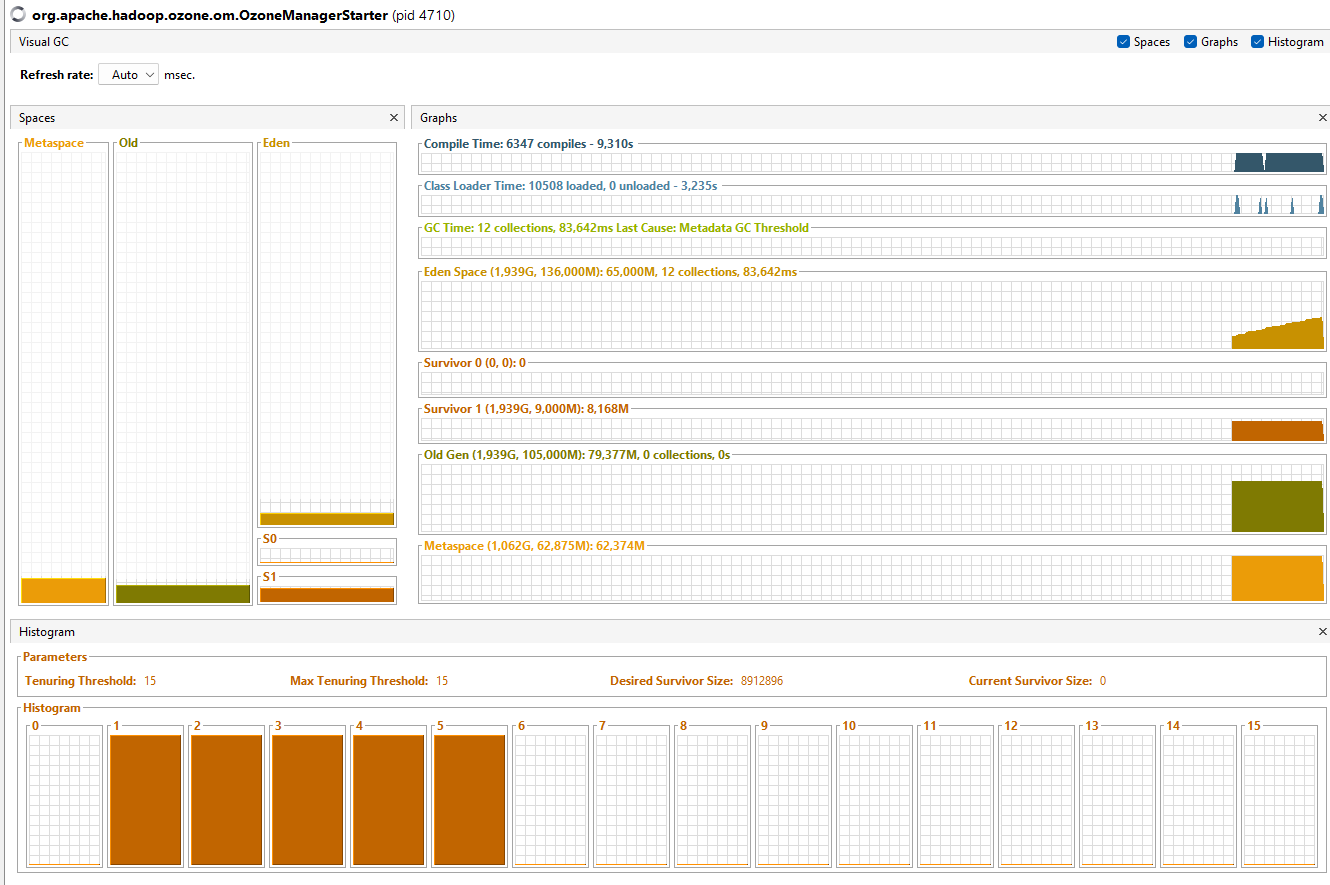 org.apache.hadoop.ozone.om.OzoneManagerStarter (pid 4710)
Visual GC
Spaces Graphs Histogram
Refresh rate: Auto msec.
Spaces
Metaspace Old Eden
S0
S1
Graphs
Compile Time: 6347 compiles - 9,310s
Class Loader Time: 10508 loaded, 0 unloaded - 3,235s
GC Time: 12 collections, 83,642ms Last Cause: Metadata GC Threshold
Eden Space (1,939G, 136,000M): 65,000M, 12 collections, 83,642ms
Survivor 0 (0, 0): 0
Survivor 1 (1,939G, 9,000M): 8,168M
Old Gen (1,939G, 105,000M): 79,377M, 0 collections, 0s
Metaspace (1,062G, 62,875M): 62,374M
Histogram
Parameters
Tenuring Threshold: 15 Max Tenuring Threshold: 15 Desired Survivor Size: 8912896 Current Survivor Size: 0
Histogram
0 1 2 3 4 5 6 7 8 9 10 11 12 13 14 15